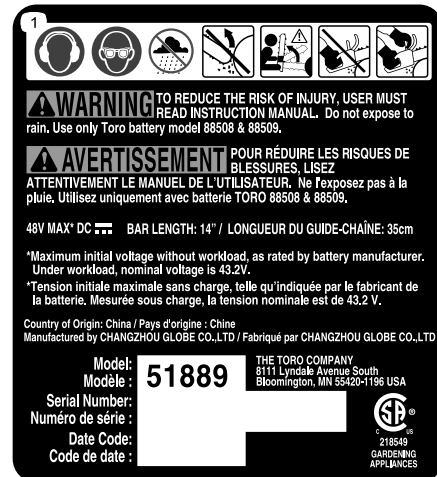 1
WARNING TO REDUCE THE RISK OF INJURY, USER MUST
READ INSTRUCTION MANUAL. Do not expose to
rain. Use only Toro battery model 88508 & 88509.
AVERTISSEMENT POUR RÉDUIRE LES RISQUES DE
BLESSURES, LISEZ
ATTENTIVEMENT LE MANUEL DE L'UTILISATEUR. Ne l'exposez pas à la
pluie. Utilisez uniquement avec batterie TORO 88508 & 88509.
48V MAX* DC BAR LENGTH: 14" / LONGUEUR DU GUIDE-CHAÎNE: 35cm
*Maximum initial voltage without workload, as rated by battery manufacturer.
Under workload, nominal voltage is 43.2V.
*Tension initiale maximale sans charge, telle qu'indiquée par le fabricant de
la batterie. Mesurée sous charge, la tension nominale est de 43.2 V.
Country of Origin: China / Pays d'origine : Chine
Manufactured by CHANGZHOU GLOBE CO.,LTD / Fabriqué par CHANGZHOU GLOBE CO.,LTD
Model:
Modèle :
51889
Serial Number:
Numéro de série :
Date Code:
Code de date :
THE TORO COMPANY
8111 Lyndale Avenue South
Bloomington, MN 55420-1196 USA
SA ®
C US
218549
GARDENING
APPLIANCES